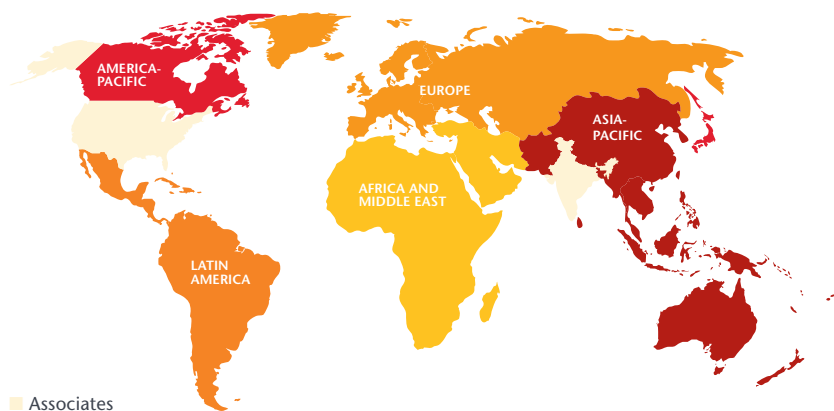 AMERICA-
PACIFIC
EUROPE
ASIA-
PACIFIC
AFRICA AND
MIDDLE EAST
LATIN
AMERICA
Associates